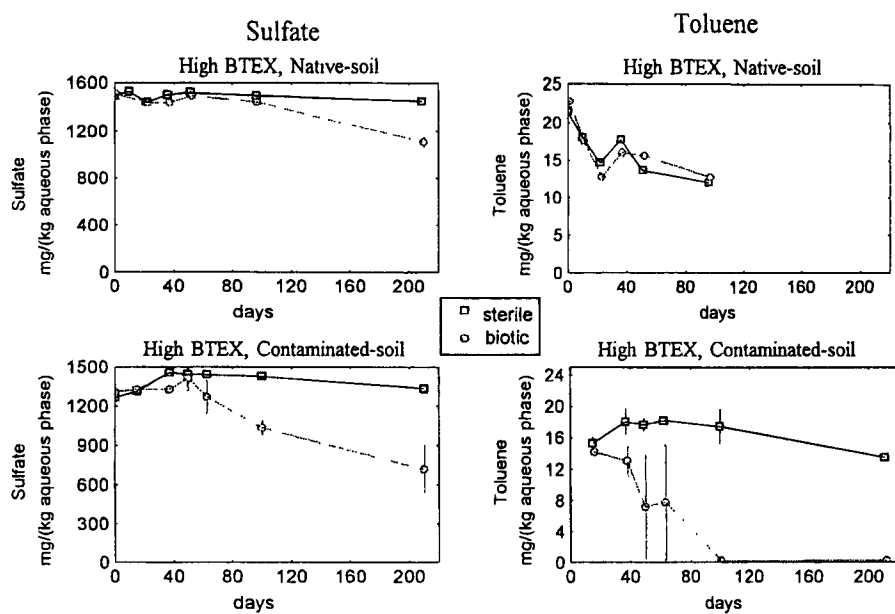 Sulfate
Toluene
High BTEX, Native-soil
High BTEX, Native-soil
Sulfate
mg/(kg aqueous phase)
1600
1200
800
400
0
0 40 80 120 160 200
days
Toluene
mg/(kg aqueous phase)
25
20
15
10
5
0
0 40 80 120 160 200
days
sterile
biotic
High BTEX, Contaminated-soil
High BTEX, Contaminated-soil
Sulfate
mg/(kg aqueous phase)
1500
1200
900
600
300
0
0 40 80 120 160 200
days
Toluene
mg/(kg aqueous phase)
24
20
16
12
8
4
0
0 40 80 120 160 200
days